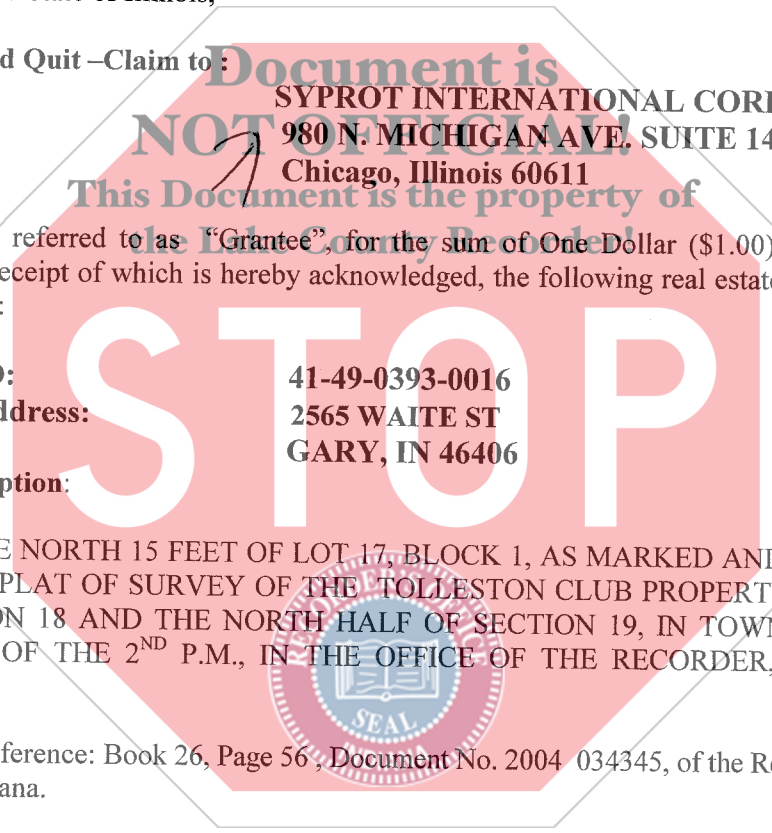 d Quit –Claim to :
Document is
SYPROT INTERNATIONAL
NOT OFFICIAL!
980 N. MICHIGAN AVE. SUITE 14
Chicago, Illinois 60611
This Document is the property of
the Lake County Recorder!
referred to as “Grantee”, for the sum of One Dollar ($1.00)
eceipt of which is hereby acknowledged, the following real estate
:
STOP
41-49-0393-0016
ddress:
2565 WAITE ST
GARY, IN 46406
ption:
E NORTH 15 FEET OF LOT 17, BLOCK 1, AS MARKED AND
PLAT OF SURVEY OF THE TOLLESTON CLUB PROPERT
ON 18 AND THE NORTH HALF OF SECTION 19, IN TOWN
OF THE 2ND P.M., IN THE OFFICE OF THE RECORDER,
SEAL
INDIANA
ference: Book 26, Page 56 , Document No. 2004 034345, of the Re
ana.